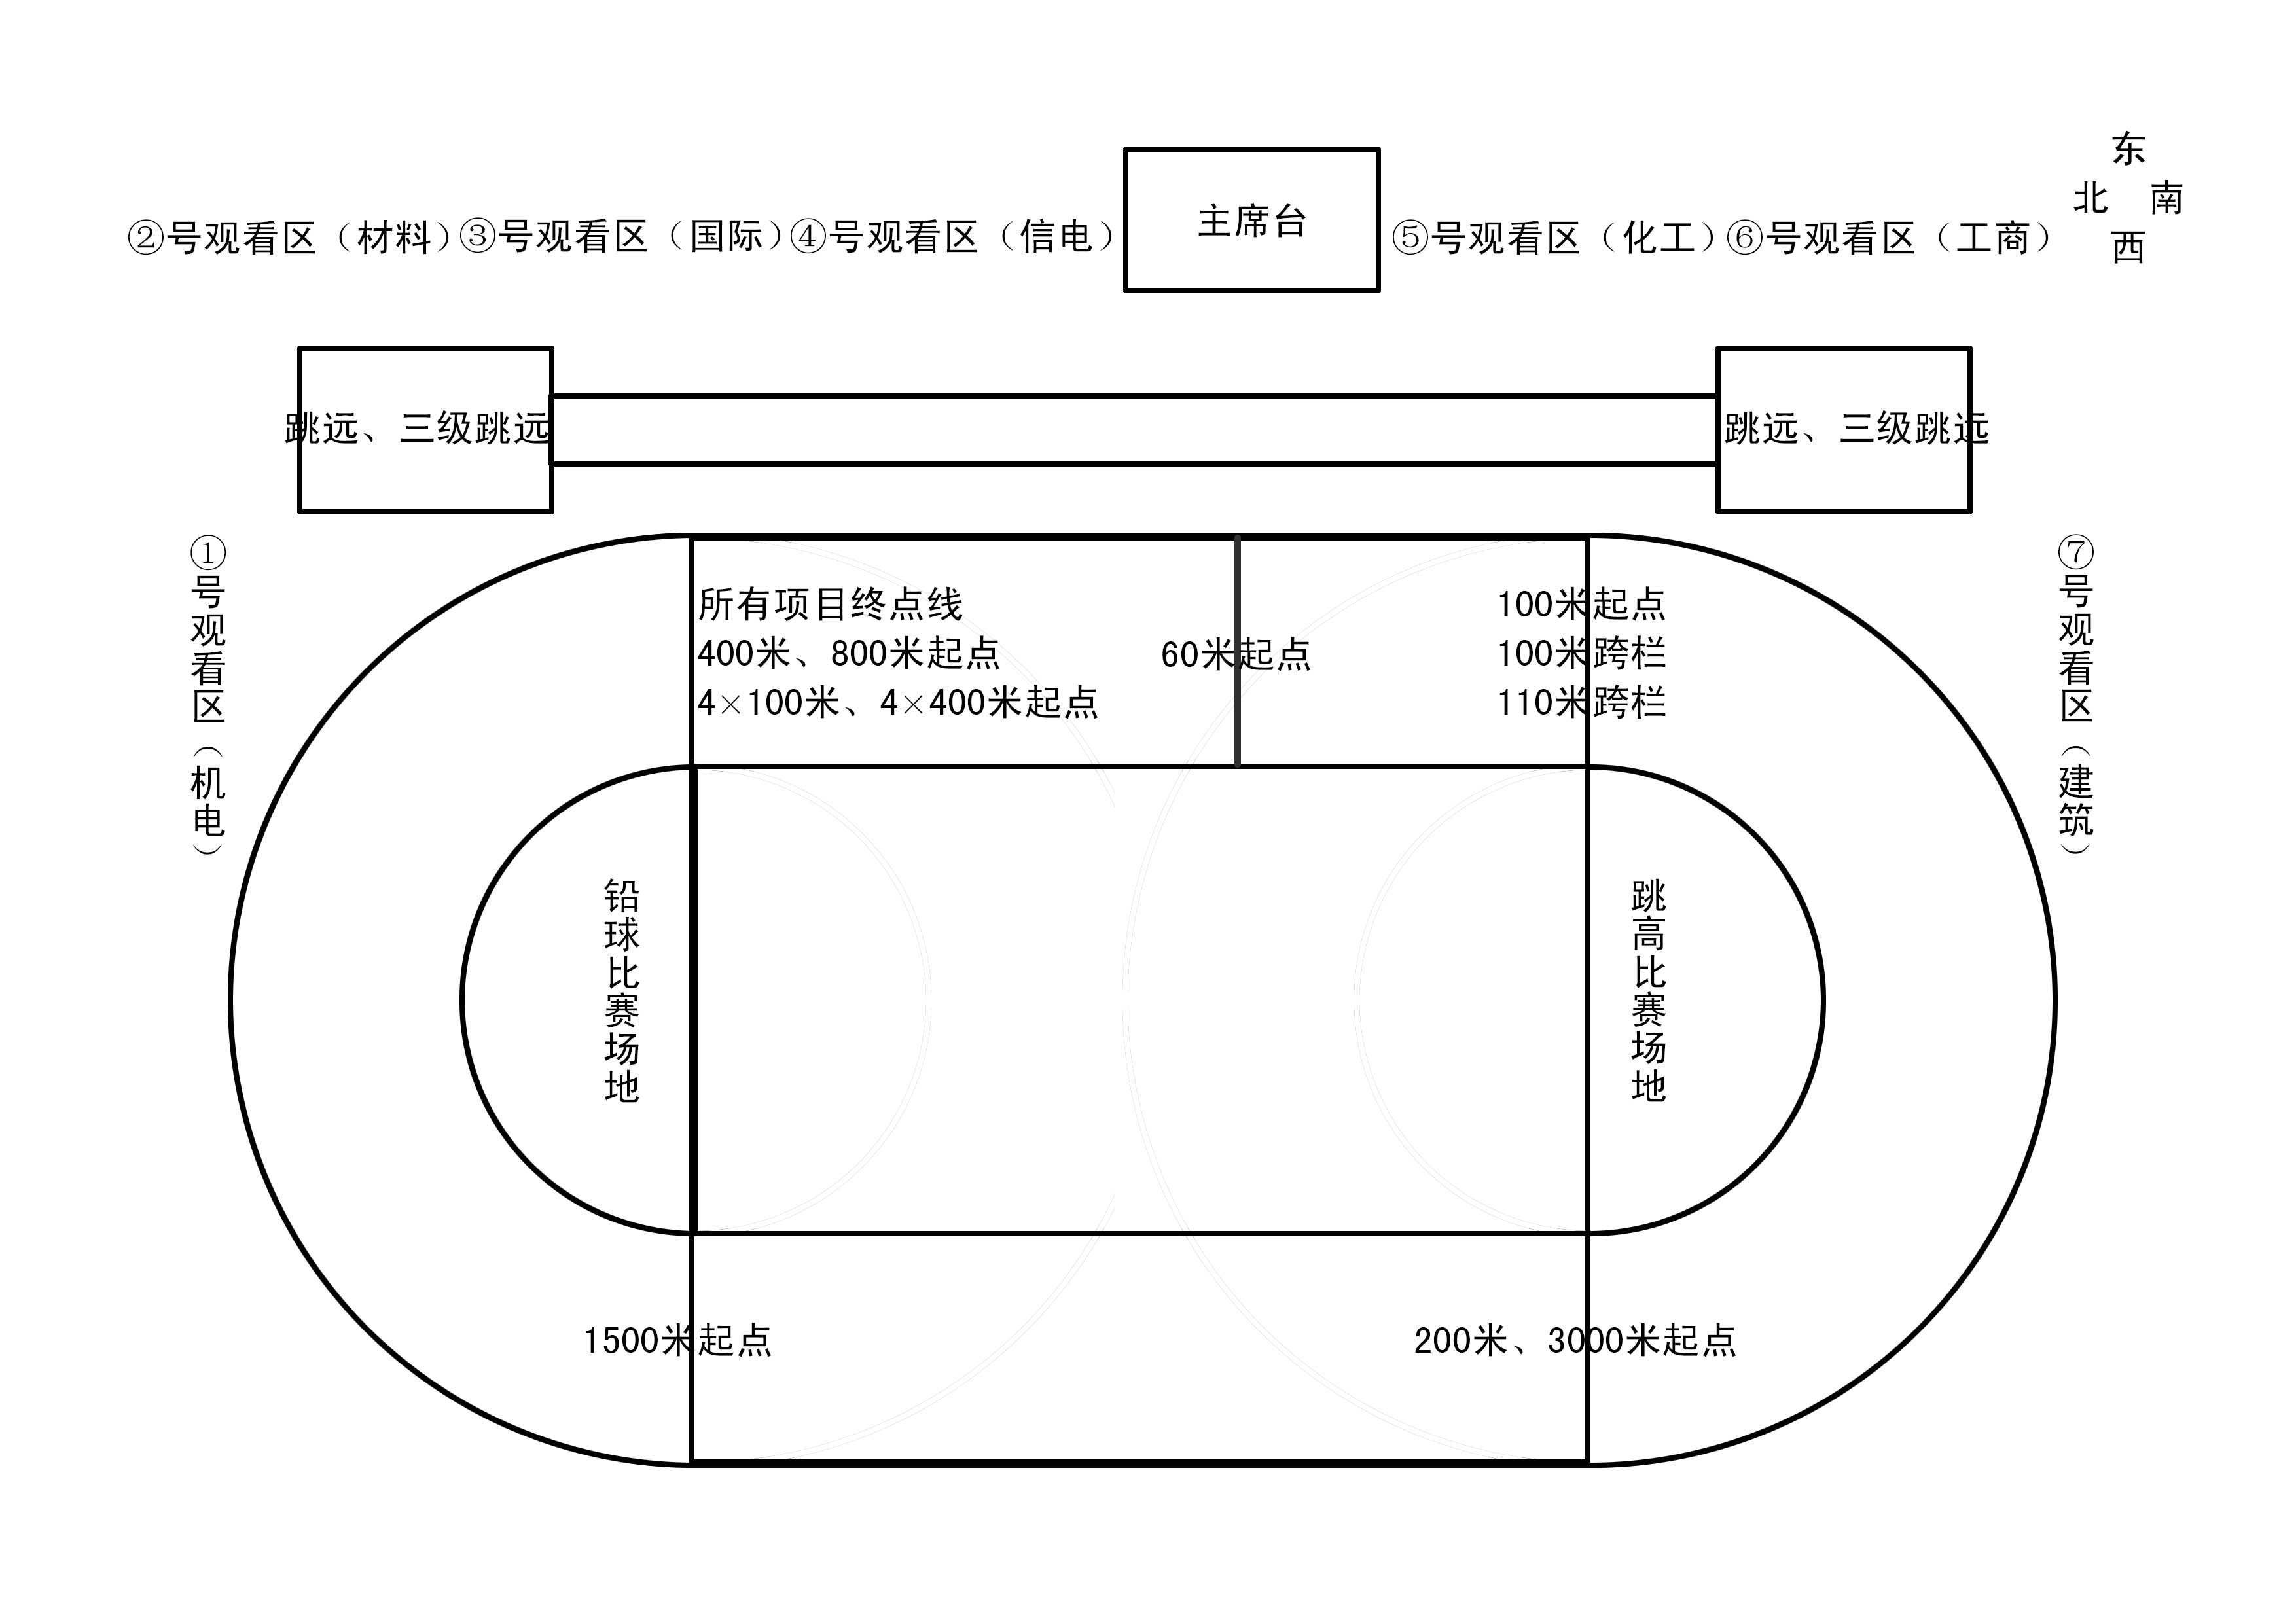 东
北 南
西
主席台
②号观看区（材料）③号观看区（国际）④号观看区（信电）
⑤号观看区（化工）⑥号观看区（工商）
跳远、三级跳远
跳远、三级跳远
①号观看区（机电）
⑦号观看区（建筑）
所有项目终点线
400米、800米起点
4×100米、4×400米起点
60米起点
100米起点
100米跨栏
110米跨栏
铅球比赛场地
跳高比赛场地
1500米起点
200米、3000米起点